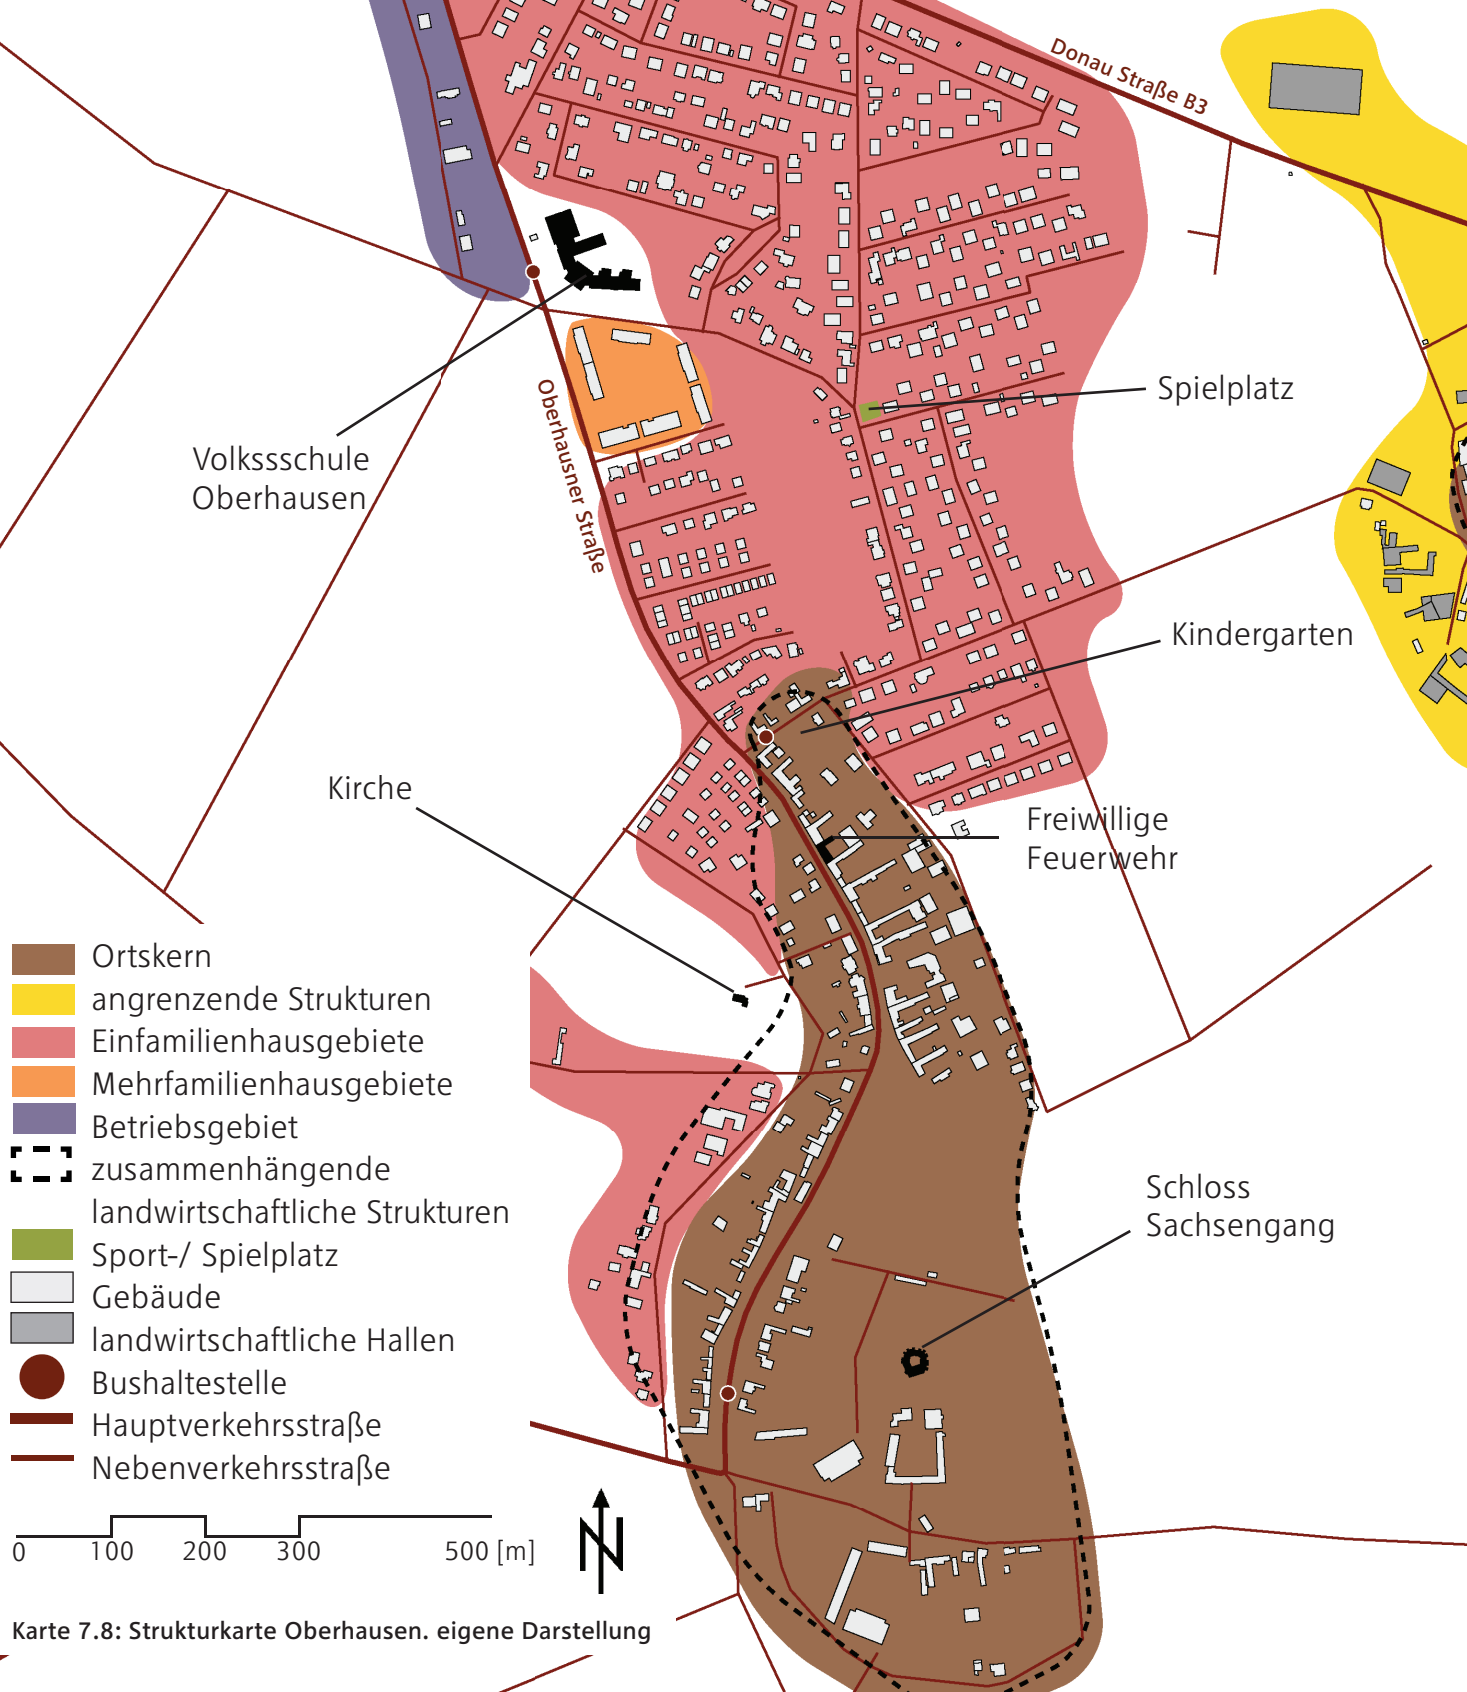 Donau Straße B3
Spielplatz
Oberhausner Straße
Volkssschule
Oberhausen
Kindergarten
Kirche
Freiwillige
Feuerwehr
Ortskern
angrenzende Strukturen
Einfamilienhausgebiete
Mehrfamilienhausgebiete
Betriebsgebiet
zusammenhängende
landwirtschaftliche Strukturen
Sport-/ Spielplatz
Gebäude
landwirtschaftliche Hallen
Bushaltestelle
Hauptverkehrsstraße
Nebenverkehrsstraße
Schloss
Sachsengang
0 100 200 300 500 [m]
N
Karte 7.8: Strukturkarte Oberhausen. eigene Darstellung